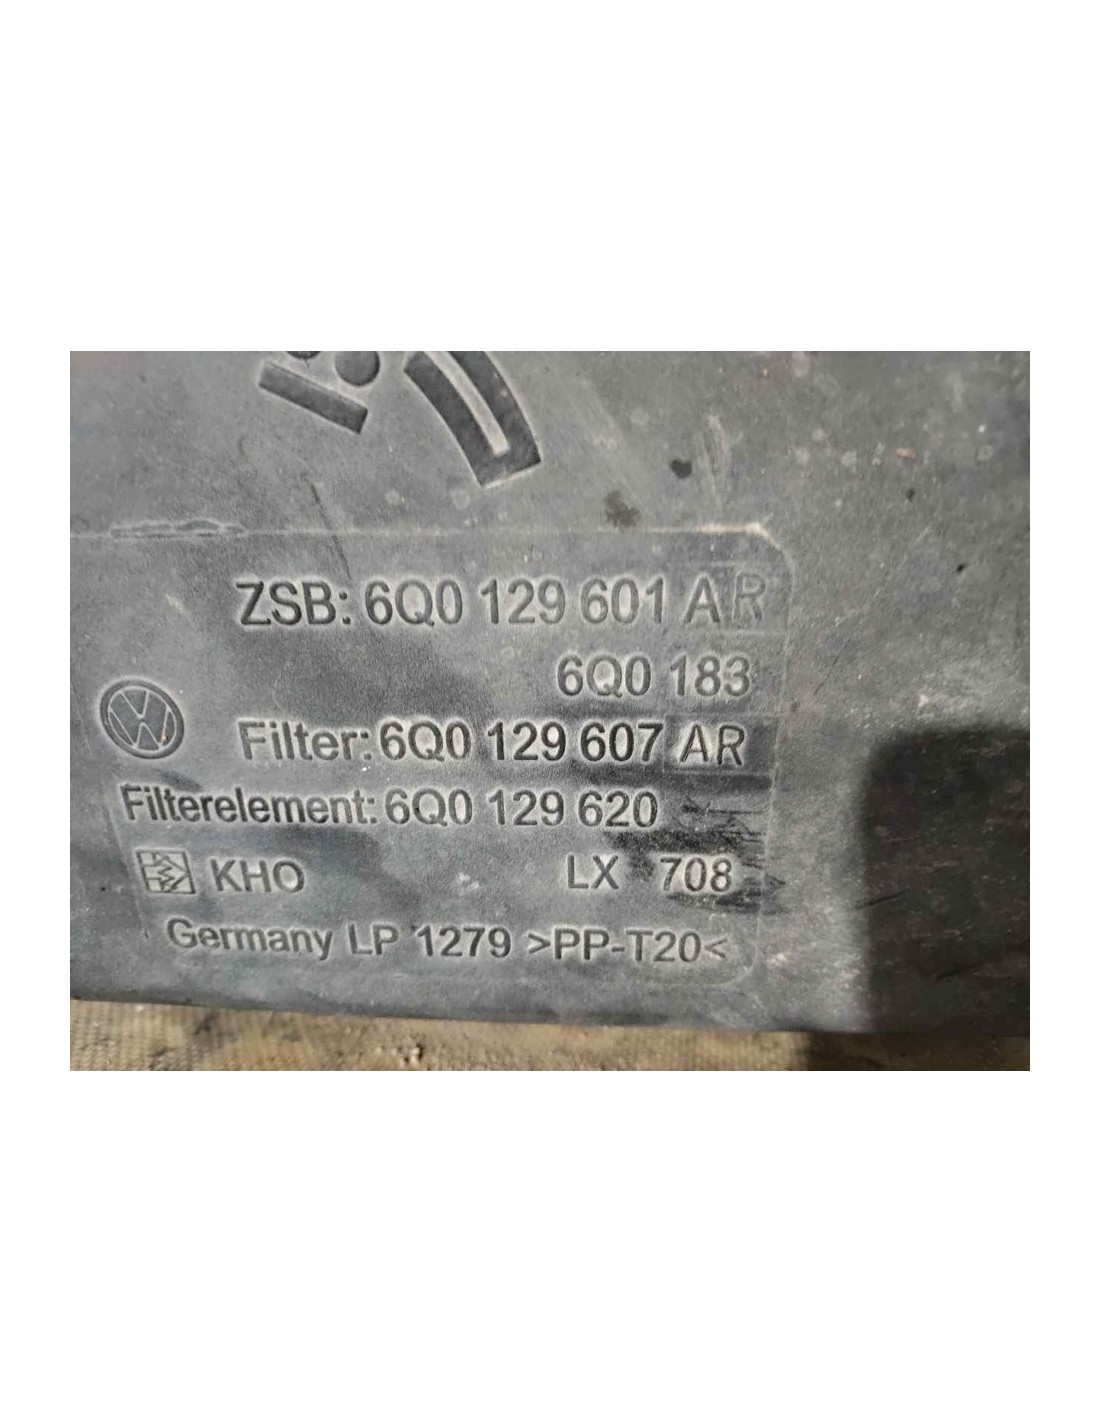 ZSB: 6Q0 129 601 AR
6Q0 183
Filter: 6Q0 129 607 AR
Filterelement: 6Q0 129 620
KHO LX 708
Germany LP 1279 >PP-T20<